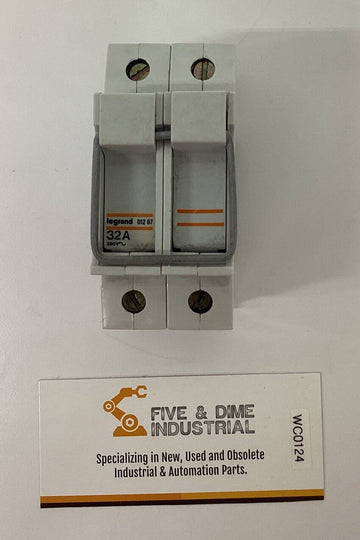 legrand 012 67
32A
380V~
FIVE & DIME
INDUSTRIAL
Specializing in New, Used and Obsolete
Industrial & Automation Parts.
WC0124